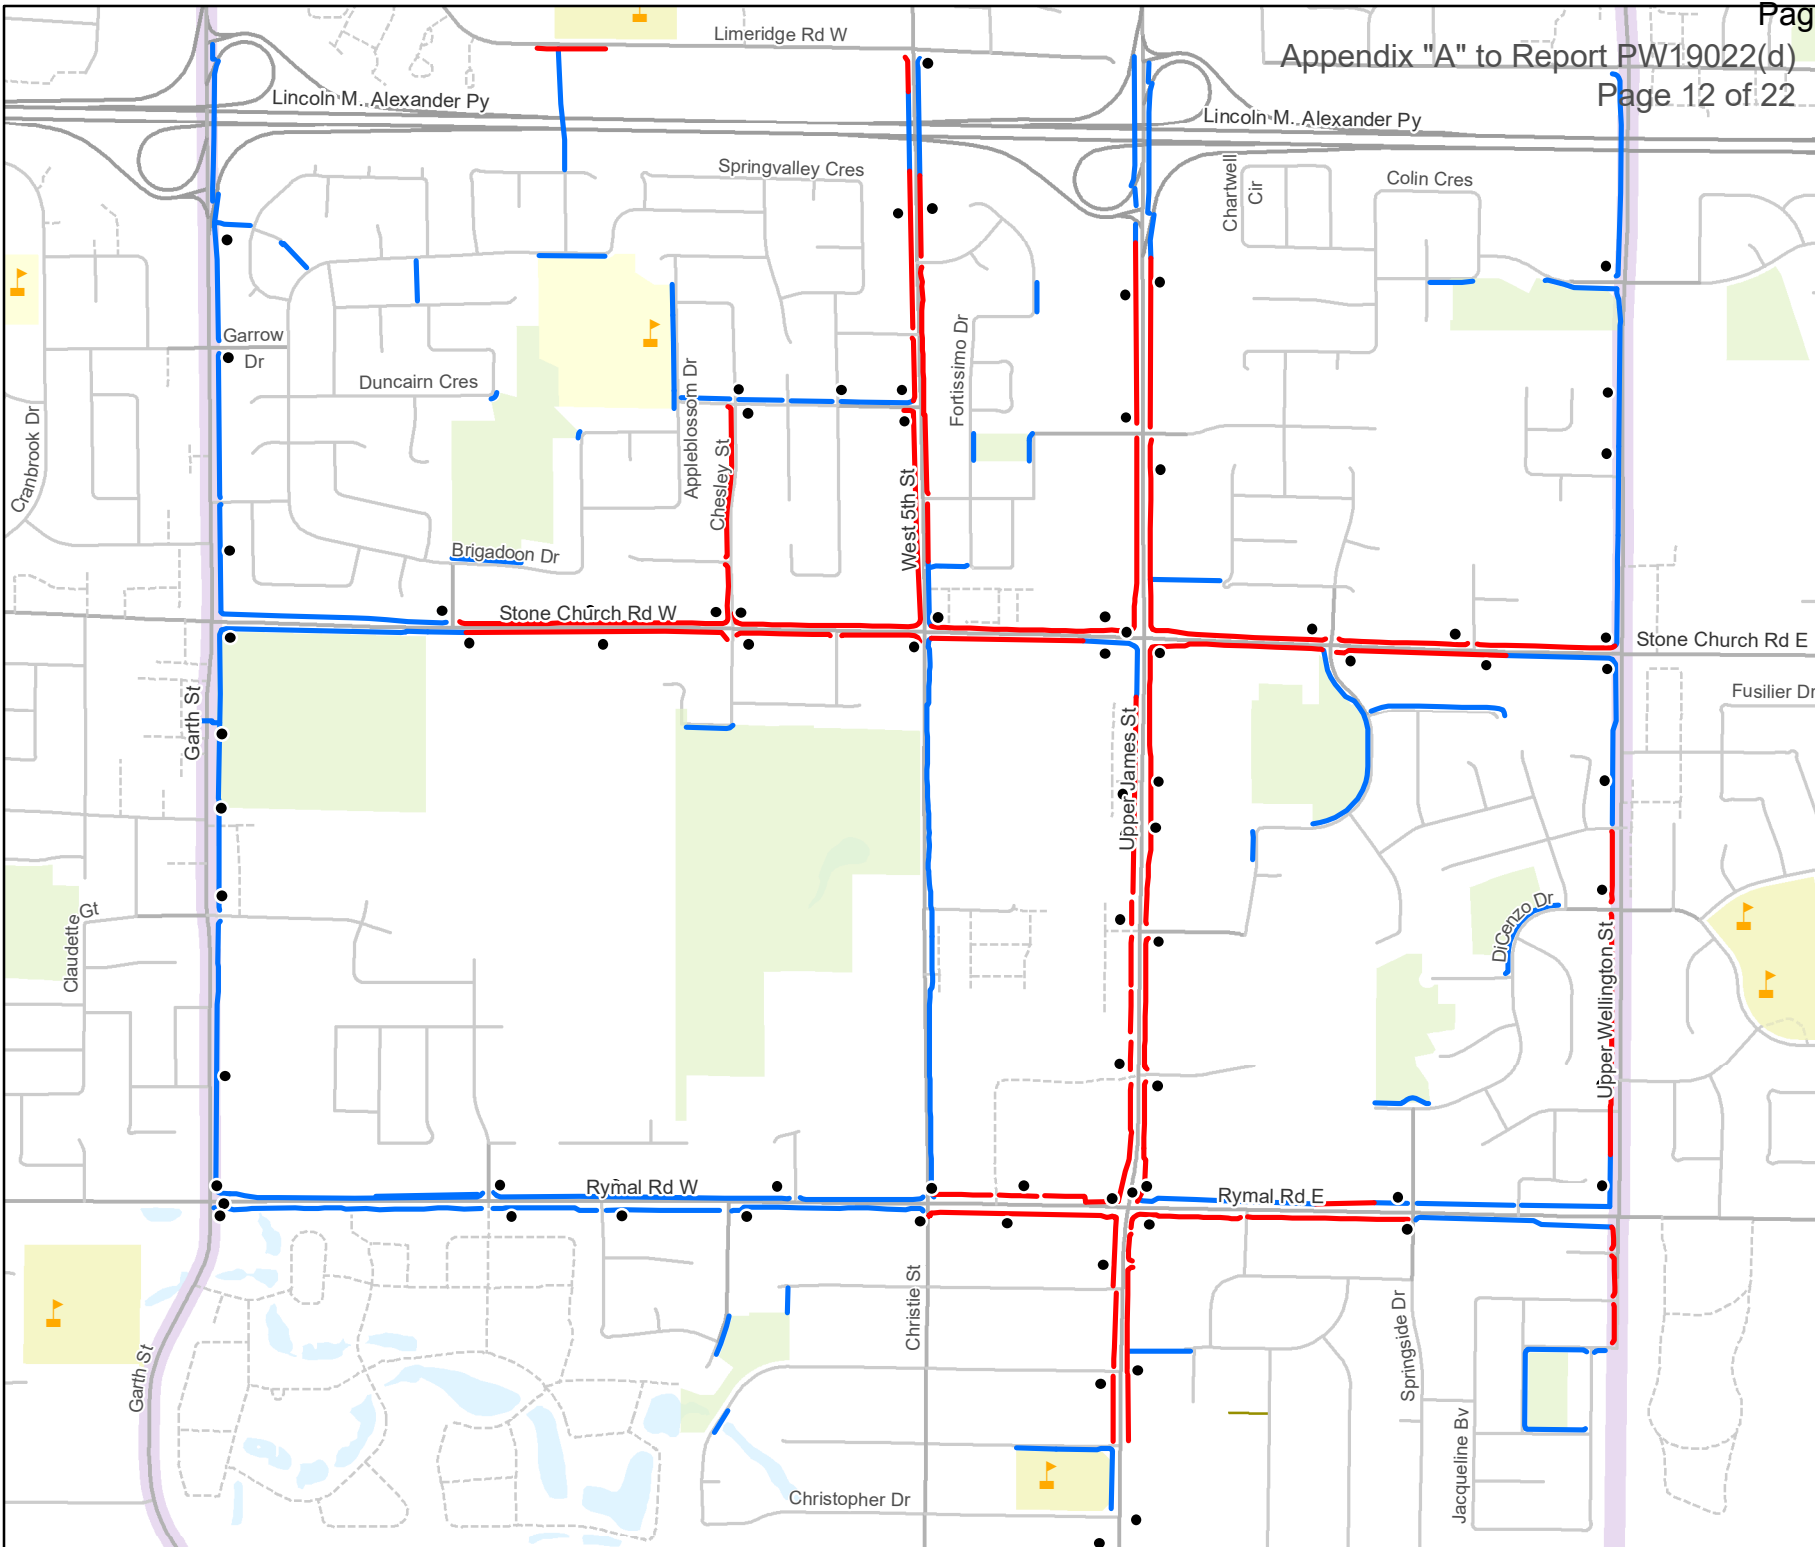 Pag
Appendix "A" to Report PW19022(d)
Page 12 of 22
Limeridge Rd W
Lincoln M. Alexander Py
Lincoln M. Alexander Py
Springvalley Cres
Chartwell
Cir
Colin Cres
Garrow
Dr
Duncairn Cres
Cranbrook Dr
Appleblossom Dr
Chesley St
West 5th St
Fortissimo Dr
Brigadoon Dr
Stone Church Rd W
Stone Church Rd E
Garth St
Upper James St
Fusilier Dr
Claudette Gt
DiCenzo Dr
Upper Wellington St
Rymal Rd W
Rymal Rd E
Garth St
Christie St
Springside Dr
Jacqueline Bv
Christopher Dr